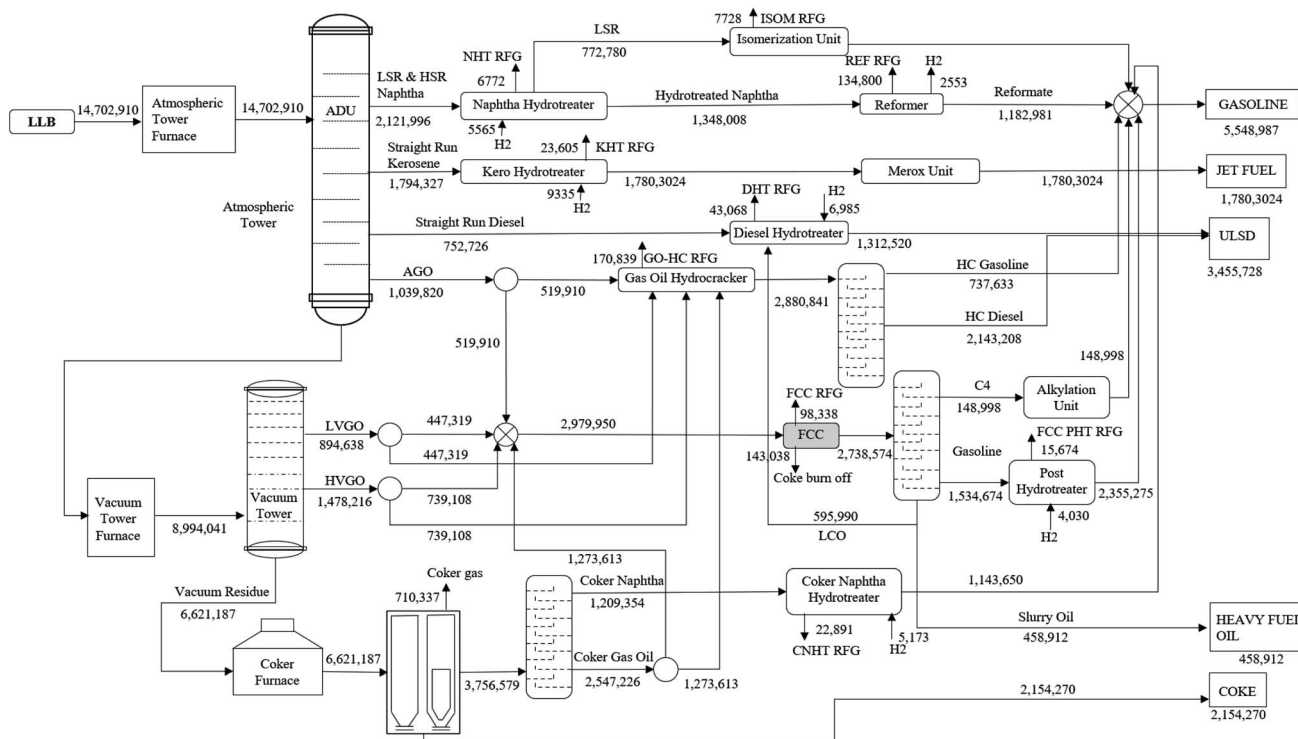 7728
ISOM RFG
LSR
772,780
Isomerization Unit
NHT RFG
6772
REF RFG
134,800
H2
2553
LLB
14,702,910
Atmospheric
Tower
Furnace
14,702,910
ADU
LSR & HSR
Naphtha
2,121,996
Naphtha Hydrotreater
5565
H2
Hydrotreated Naphtha
1,348,008
Reformer
Reformate
1,182,981
GASOLINE
5,548,987
Straight Run
Kerosene
1,794,327
23,605
KHT RFG
Kero Hydrotreater
9335
H2
1,780,3024
Merox Unit
1,780,3024
JET FUEL
1,780,3024
Atmospheric
Tower
Straight Run Diesel
752,726
DHT RFG
43,068
H2
6,985
Diesel Hydrotreater
1,312,520
ULSD
3,455,728
AGO
1,039,820
519,910
170,839
GO-HC RFG
Gas Oil Hydrocracker
2,880,841
HC Gasoline
737,633
HC Diesel
2,143,208
519,910
148,998
LVGO
894,638
447,319
447,319
2,979,950
FCC RFG
98,338
FCC
143,038
Coke burn off
2,738,574
C4
148,998
Alkylation
Unit
FCC PHT RFG
15,674
Gasoline
1,534,674
Post
Hydrotreater
2,355,275
4,030
H2
HVGO
1,478,216
739,108
739,108
Vacuum
Tower
Vacuum
Tower
Furnace
8,994,041
595,990
LCO
1,273,613
Vacuum Residue
6,621,187
Coker gas
710,337
Coker Naphtha
1,209,354
Coker Naphtha
Hydrotreater
1,143,650
22,891
CNHT RFG
5,173
H2
Slurry Oil
458,912
HEAVY FUEL
OIL
458,912
Coker
Furnace
6,621,187
3,756,579
Coker Gas Oil
2,547,226
1,273,613
2,154,270
COKE
2,154,270